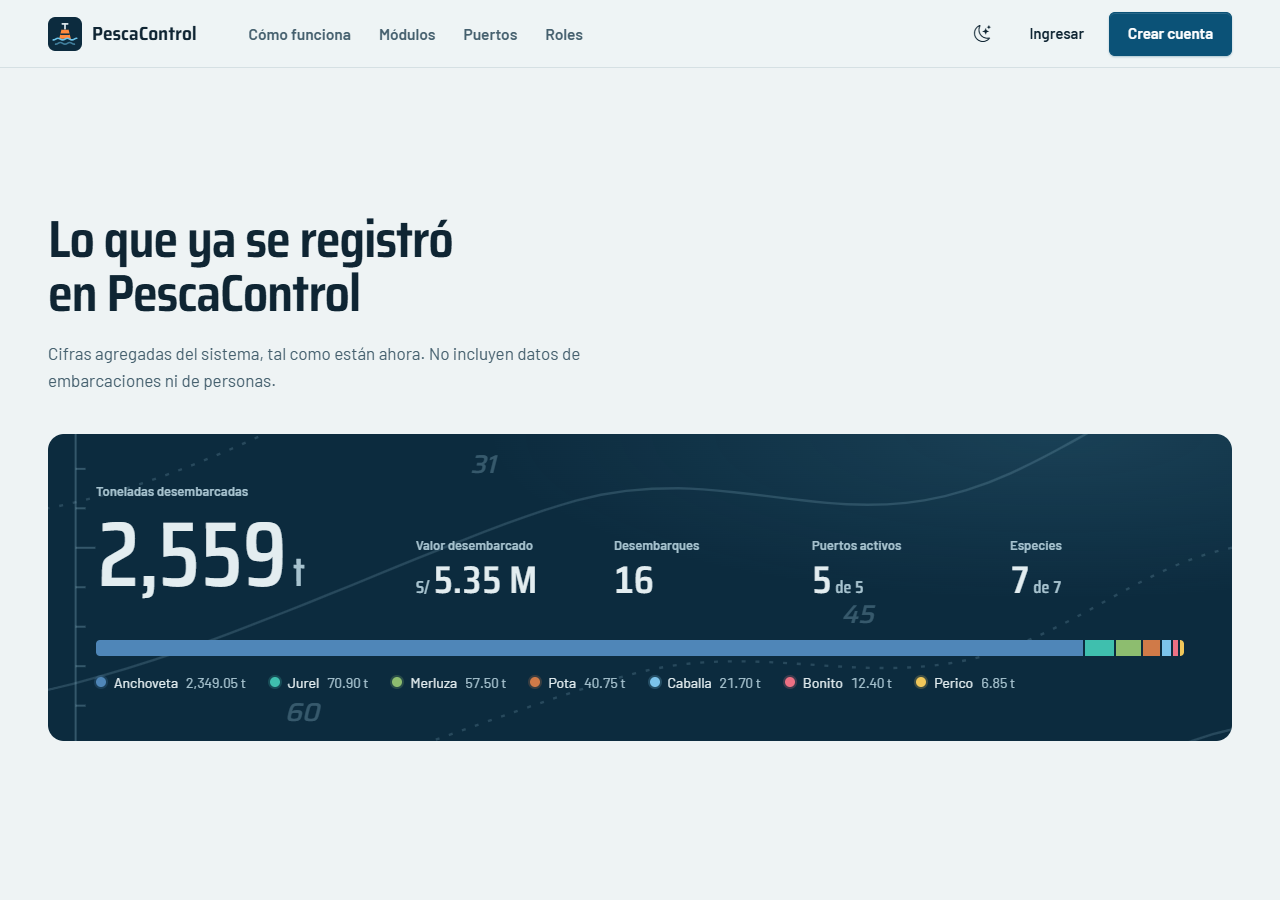 PescaControl
Cómo funciona
Módulos
Puertos
Roles
Ingresar
Crear cuenta
Lo que ya se registró
en PescaControl
Cifras agregadas del sistema, tal como están ahora. No incluyen datos de
embarcaciones ni de personas.
31
Toneladas desembarcadas
2,559 t
Valor desembarcado
S/ 5.35 M
Desembarques
16
Puertos activos
5 de 5
Especies
7 de 7
45
Anchoveta 2,349.05 t
Jurel 70.90 t
Merluza 57.50 t
Pota 40.75 t
Caballa 21.70 t
Bonito 12.40 t
Perico 6.85 t
60